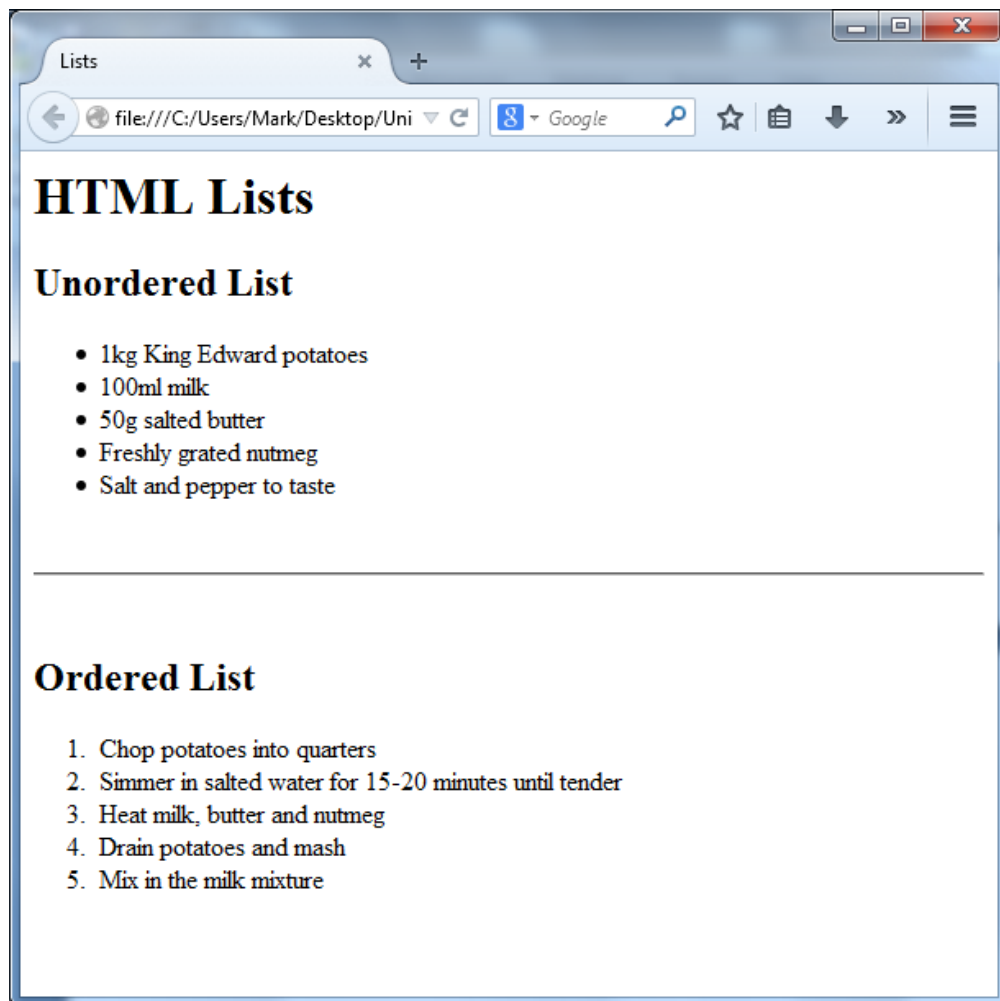 Lists
file:///C:/Users/Mark/Desktop/Uni
8 Google
HTML Lists
Unordered List
• 1kg King Edward potatoes
• 100ml milk
• 50g salted butter
• Freshly grated nutmeg
• Salt and pepper to taste
Ordered List
1. Chop potatoes into quarters
2. Simmer in salted water for 15-20 minutes until tender
3. Heat milk, butter and nutmeg
4. Drain potatoes and mash
5. Mix in the milk mixture